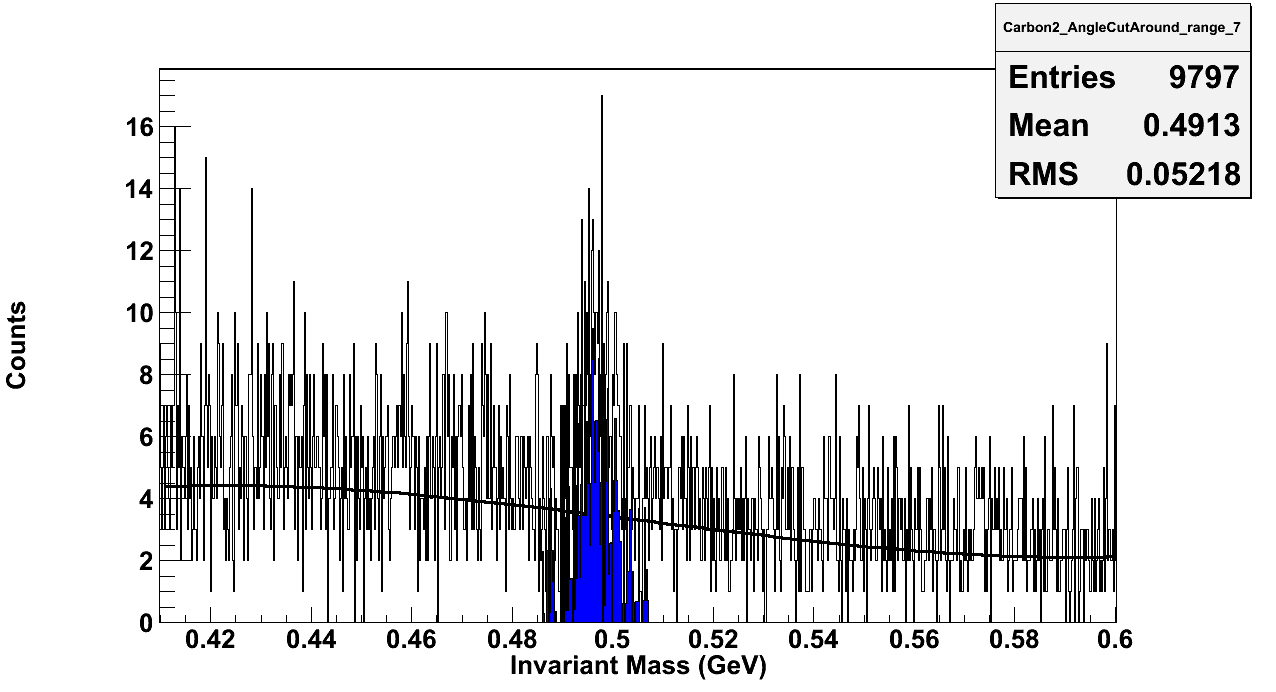 Carbon2_AngleCutAround_range_7
Entries 9797
Mean 0.4913
RMS 0.05218
Counts
16
14
12
10
8
6
4
2
0
0.42 0.44 0.46 0.48 0.5 0.52 0.54 0.56 0.58 0.6
Invariant Mass (GeV)